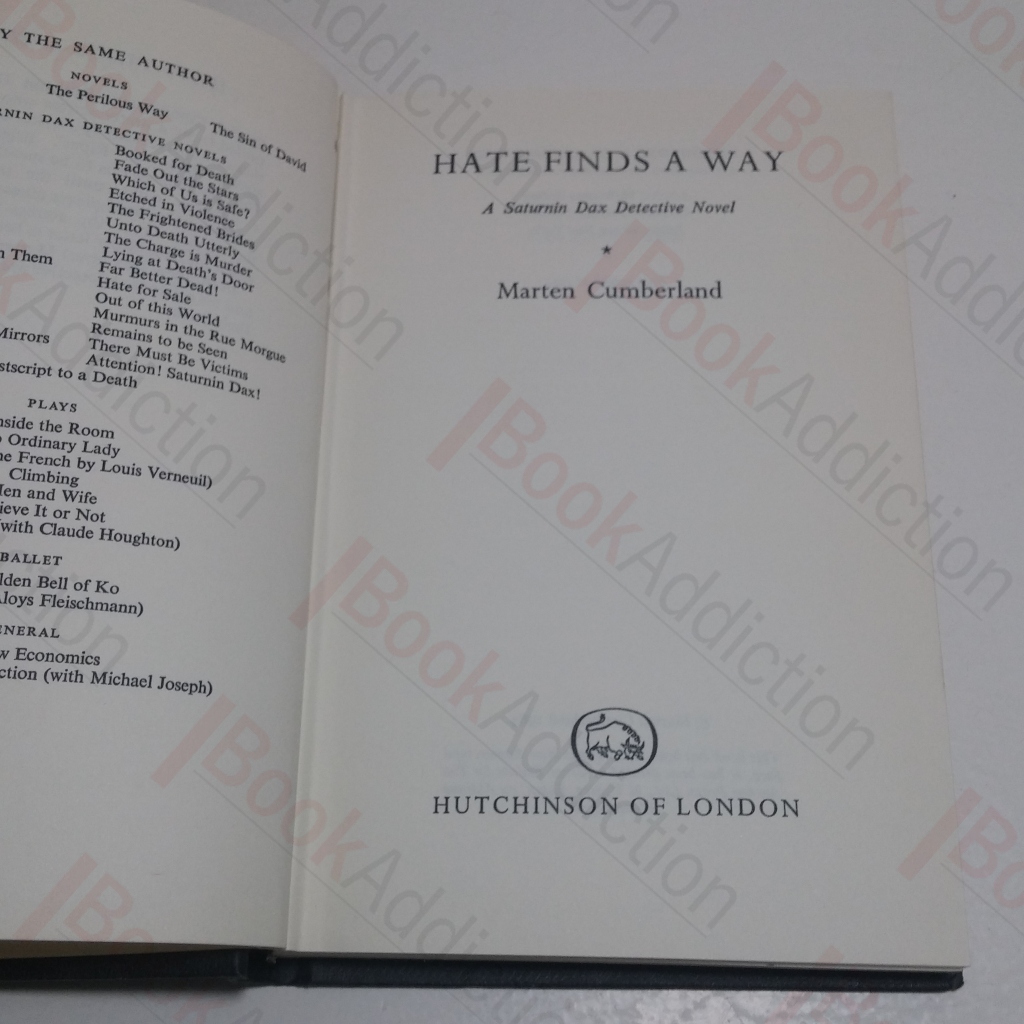 Y THE SAME AUTHOR
NOVELS
The Perilous Way The Sin of David
RNIN DAX DETECTIVE NOVELS
Booked for Death
Fade Out the Stars
Which of Us is Safe?
Etched in Violence
The Frightened Brides
Unto Death Utterly
The Charge is Murder
n Them Lying at Death's Door
Far Better Dead!
Hate for Sale
Out of this World
Murmurs in the Rue Morgue
Mirrors Remains to be Seen
There Must Be Victims
Attention! Saturnin Dax!
stscript to a Death
PLAYS
nside the Room
o Ordinary Lady
ne French by Louis Verneuil)
Climbing
Men and Wife
ieve It or Not
with Claude Houghton)
BALLET
lden Bell of Ko
Aloys Fleischmann)
ENERAL
w Economics
ction (with Michael Joseph)
HATE FINDS A WAY
A Saturnin Dax Detective Novel
Marten Cumberland
HUTCHINSON OF LONDON
BookAddiction